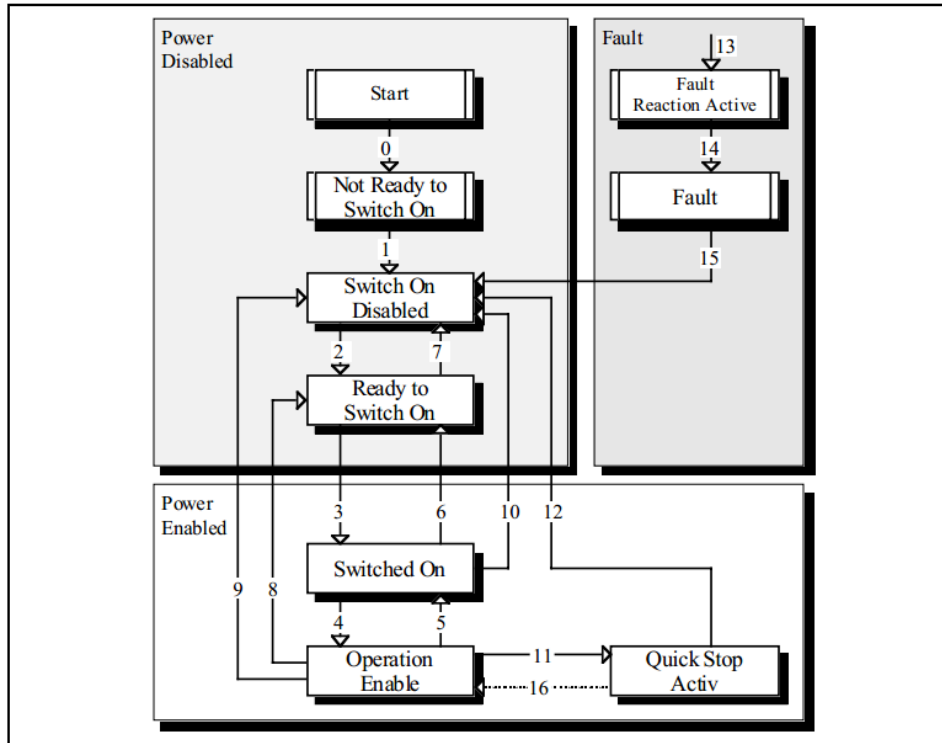 Power
Disabled
Start
0
Not Ready to
Switch On
1
Switch On
Disabled
2
7
Ready to
Switch On
Fault
13
Fault
Reaction Active
14
Fault
15
Power
Enabled
3
6
10
12
Switched On
9
8
4
5
Operation
Enable
11
16
Quick Stop
Activ